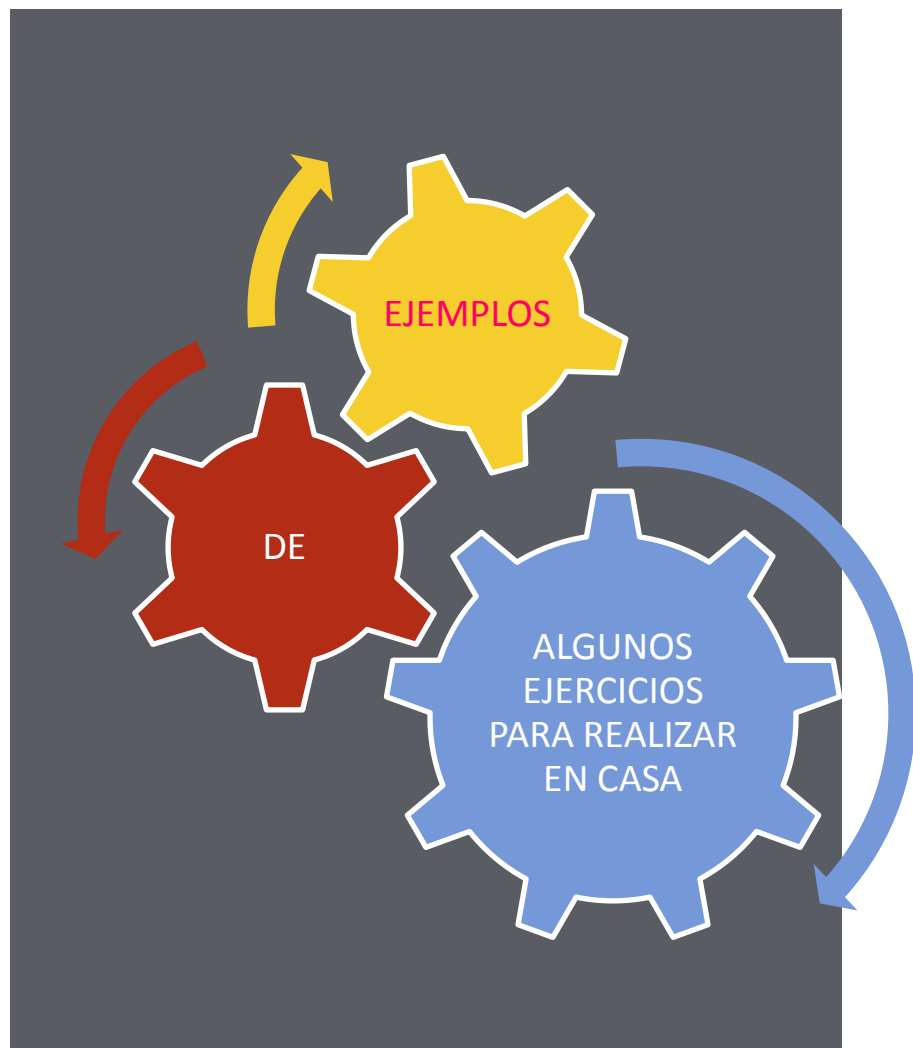 EJEMPLOS
DE
ALGUNOS
EJERCICIOS
PARA REALIZAR
EN CASA